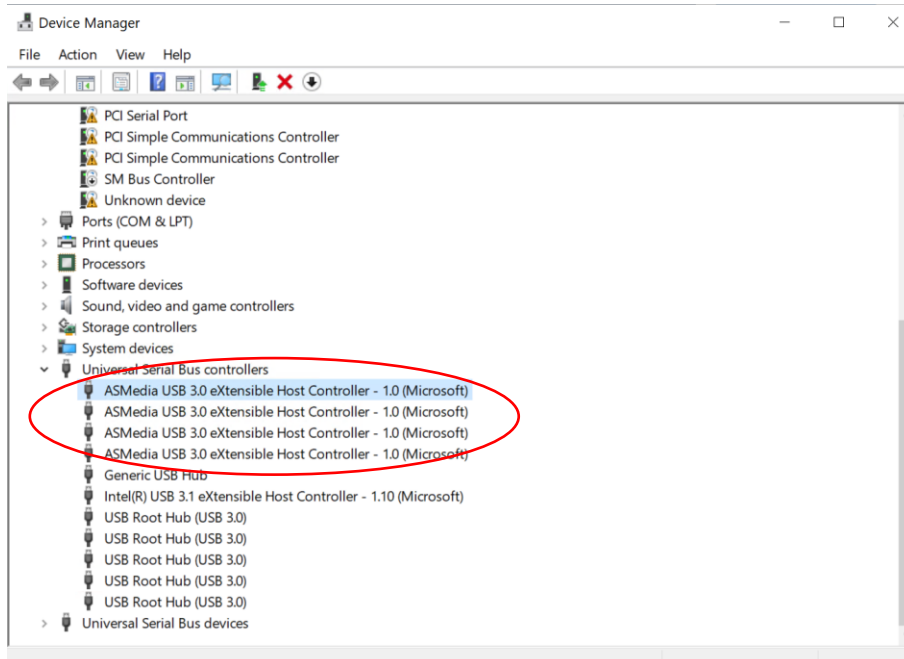 Device Manager
File Action View Help
PCI Serial Port
PCI Simple Communications Controller
PCI Simple Communications Controller
SM Bus Controller
Unknown device
Ports (COM & LPT)
Print queues
Processors
Software devices
Sound, video and game controllers
Storage controllers
System devices
Universal Serial Bus controllers
ASMedia USB 3.0 eXtensible Host Controller - 1.0 (Microsoft)
ASMedia USB 3.0 eXtensible Host Controller - 1.0 (Microsoft)
ASMedia USB 3.0 eXtensible Host Controller - 1.0 (Microsoft)
ASMedia USB 3.0 eXtensible Host Controller - 1.0 (Microsoft)
Generic USB Hub
Intel(R) USB 3.1 eXtensible Host Controller - 1.10 (Microsoft)
USB Root Hub (USB 3.0)
USB Root Hub (USB 3.0)
USB Root Hub (USB 3.0)
USB Root Hub (USB 3.0)
USB Root Hub (USB 3.0)
Universal Serial Bus devices